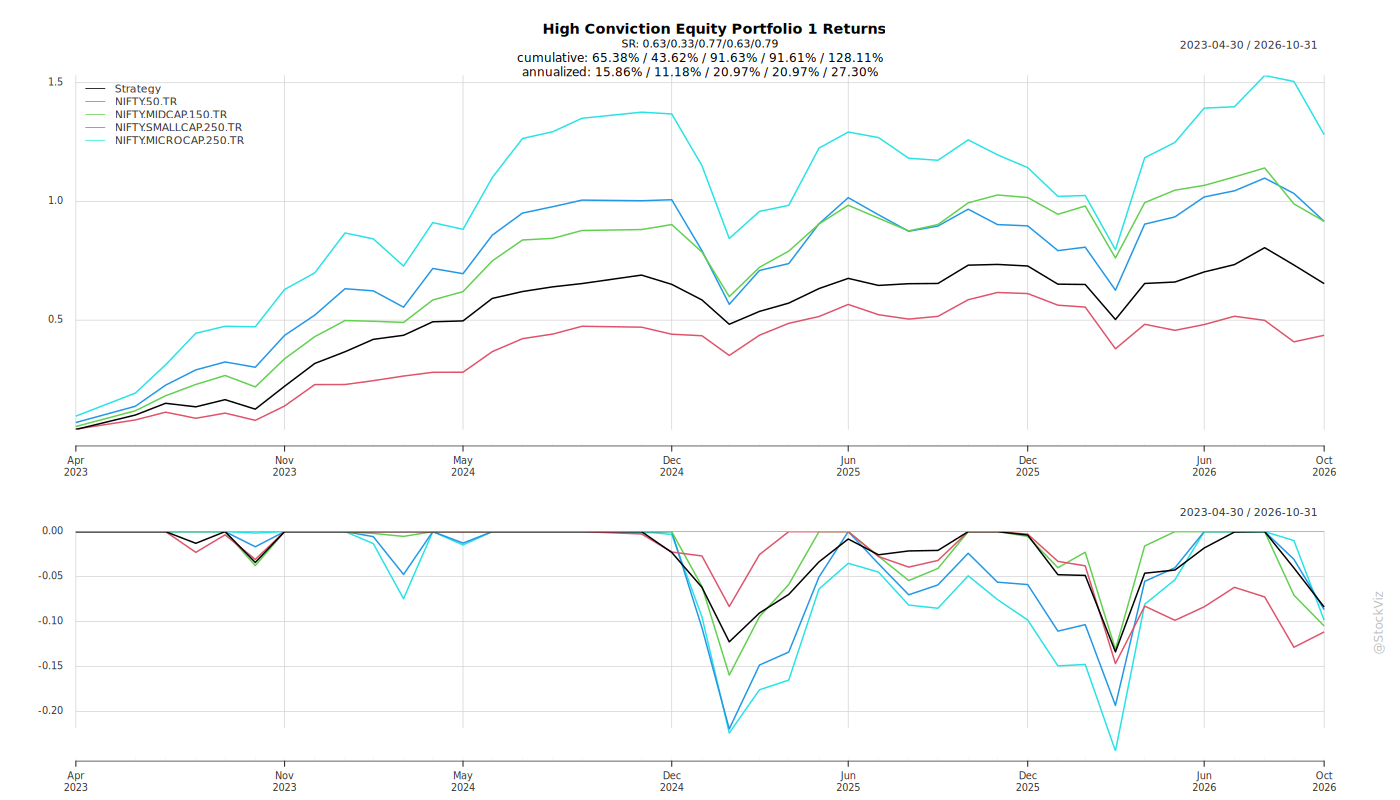 High Conviction Equity Portfolio 1 Returns
SR: 0.63/0.33/0.77/0.63/0.79
cumulative: 65.38% / 43.62% / 91.63% / 91.61% / 128.11%
annualized: 15.86% / 11.18% / 20.97% / 20.97% / 27.30%
2023-04-30 / 2026-10-31
1.5
Strategy
NIFTY.50.TR
NIFTY.MIDCAP.150.TR
NIFTY.SMALLCAP.250.TR
NIFTY.MICROCAP.250.TR
1.0
0.5
Apr Nov May Dec Jun Dec Jun Oct
2023 2023 2024 2024 2025 2025 2026 2026
2023-04-30 / 2026-10-31
0.00
-0.05
-0.10
-0.15
-0.20
Apr Nov May Dec Jun Dec Jun Oct
2023 2023 2024 2024 2025 2025 2026 2026
@StockViz